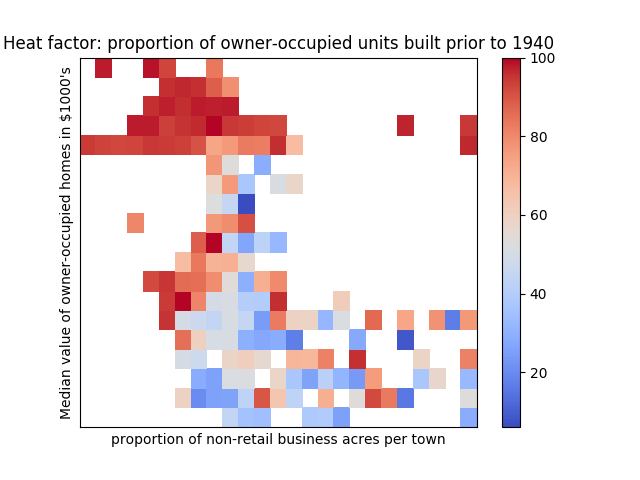 Heat factor: proportion of owner-occupied units built prior to 1940
Median value of owner-occupied homes in $1000's
proportion of non-retail business acres per town
100
80
60
40
20